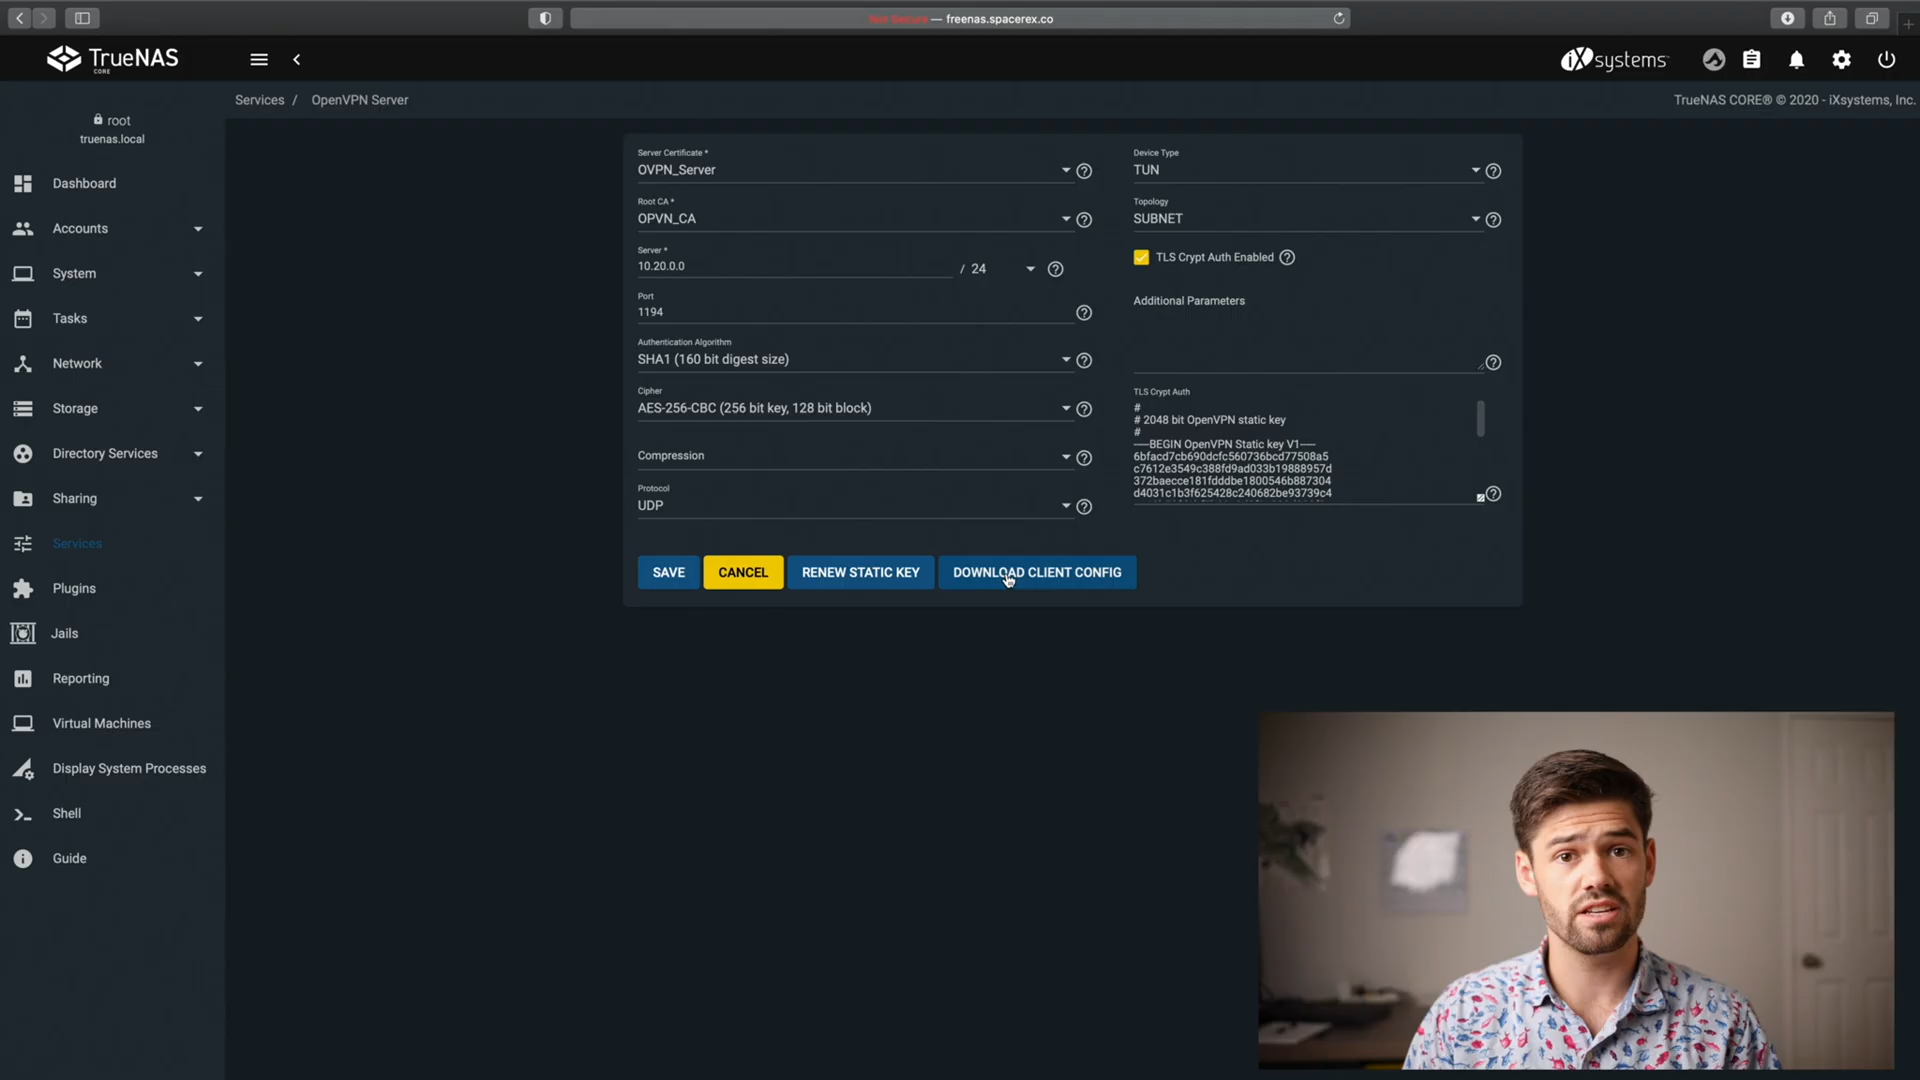 Not Secure — freenas.spacerex.co
TrueNAS
CORE
iXsystems
root
truenas.local
Services / OpenVPN Server
TrueNAS CORE® © 2020 - iXsystems, Inc.
Dashboard
Accounts
System
Tasks
Network
Storage
Directory Services
Sharing
Services
Plugins
Jails
Reporting
Virtual Machines
Display System Processes
Shell
Guide
Server Certificate *
OVPN_Server
Root CA *
OPVN_CA
Server *
10.20.0.0 / 24
Port
1194
Authentication Algorithm
SHA1 (160 bit digest size)
Cipher
AES-256-CBC (256 bit key, 128 bit block)
Compression
Protocol
UDP
Device Type
TUN
Topology
SUBNET
TLS Crypt Auth Enabled
Additional Parameters
TLS Crypt Auth
#
# 2048 bit OpenVPN static key
#
-----BEGIN OpenVPN Static key V1-----
6bfacd7cb690dcfc560736bcd77508a5
c7612e3549c388fd9ad033b19888957d
372baecce181fdddbe1800546b887304
d4031c1b3f625428c240682be93739c4
SAVE
CANCEL
RENEW STATIC KEY
DOWNLOAD CLIENT CONFIG